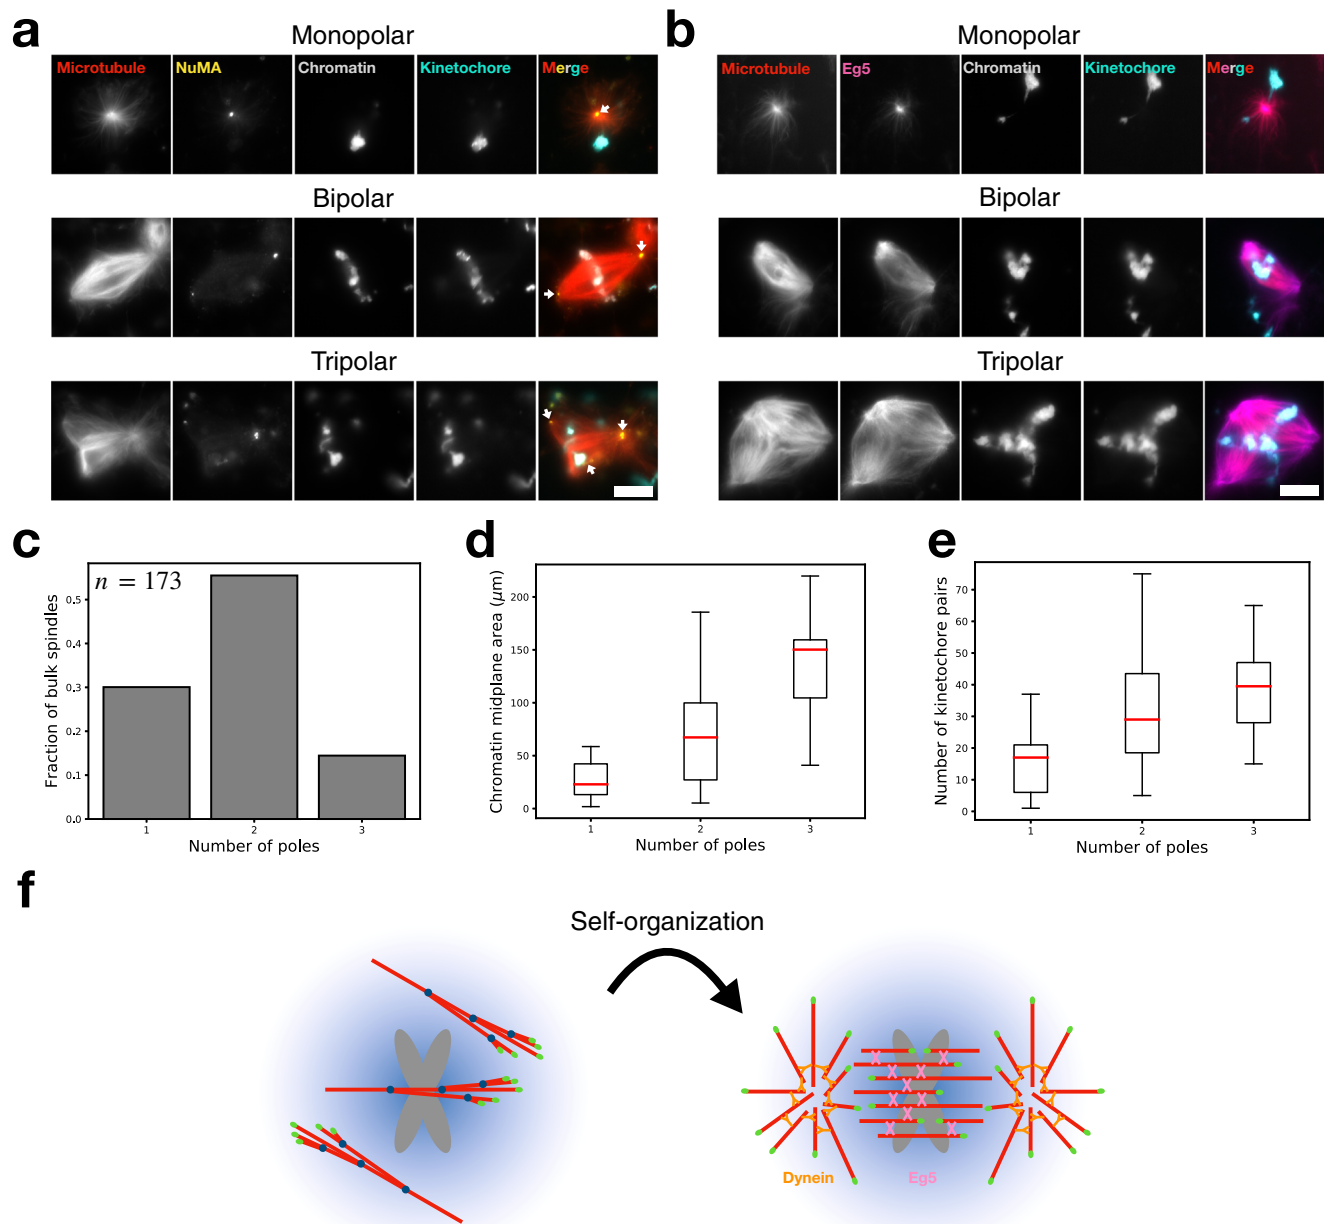 a
Monopolar
Microtubule NuMA Chromatin Kinetochore Merge
Bipolar
Tripolar
b
Monopolar
Microtubule Eg5 Chromatin Kinetochore Merge
Bipolar
Tripolar
c
n = 173
Fraction of bulk spindles
0.5
0.4
0.3
0.2
0.1
0.0
1 2 3
Number of poles
d
Chromatin midplane area (μm)
200
150
100
50
0
1 2 3
Number of poles
e
Number of kinetochore pairs
70
60
50
40
30
20
10
0
1 2 3
Number of poles
f
Self-organization
Dynein
Eg5